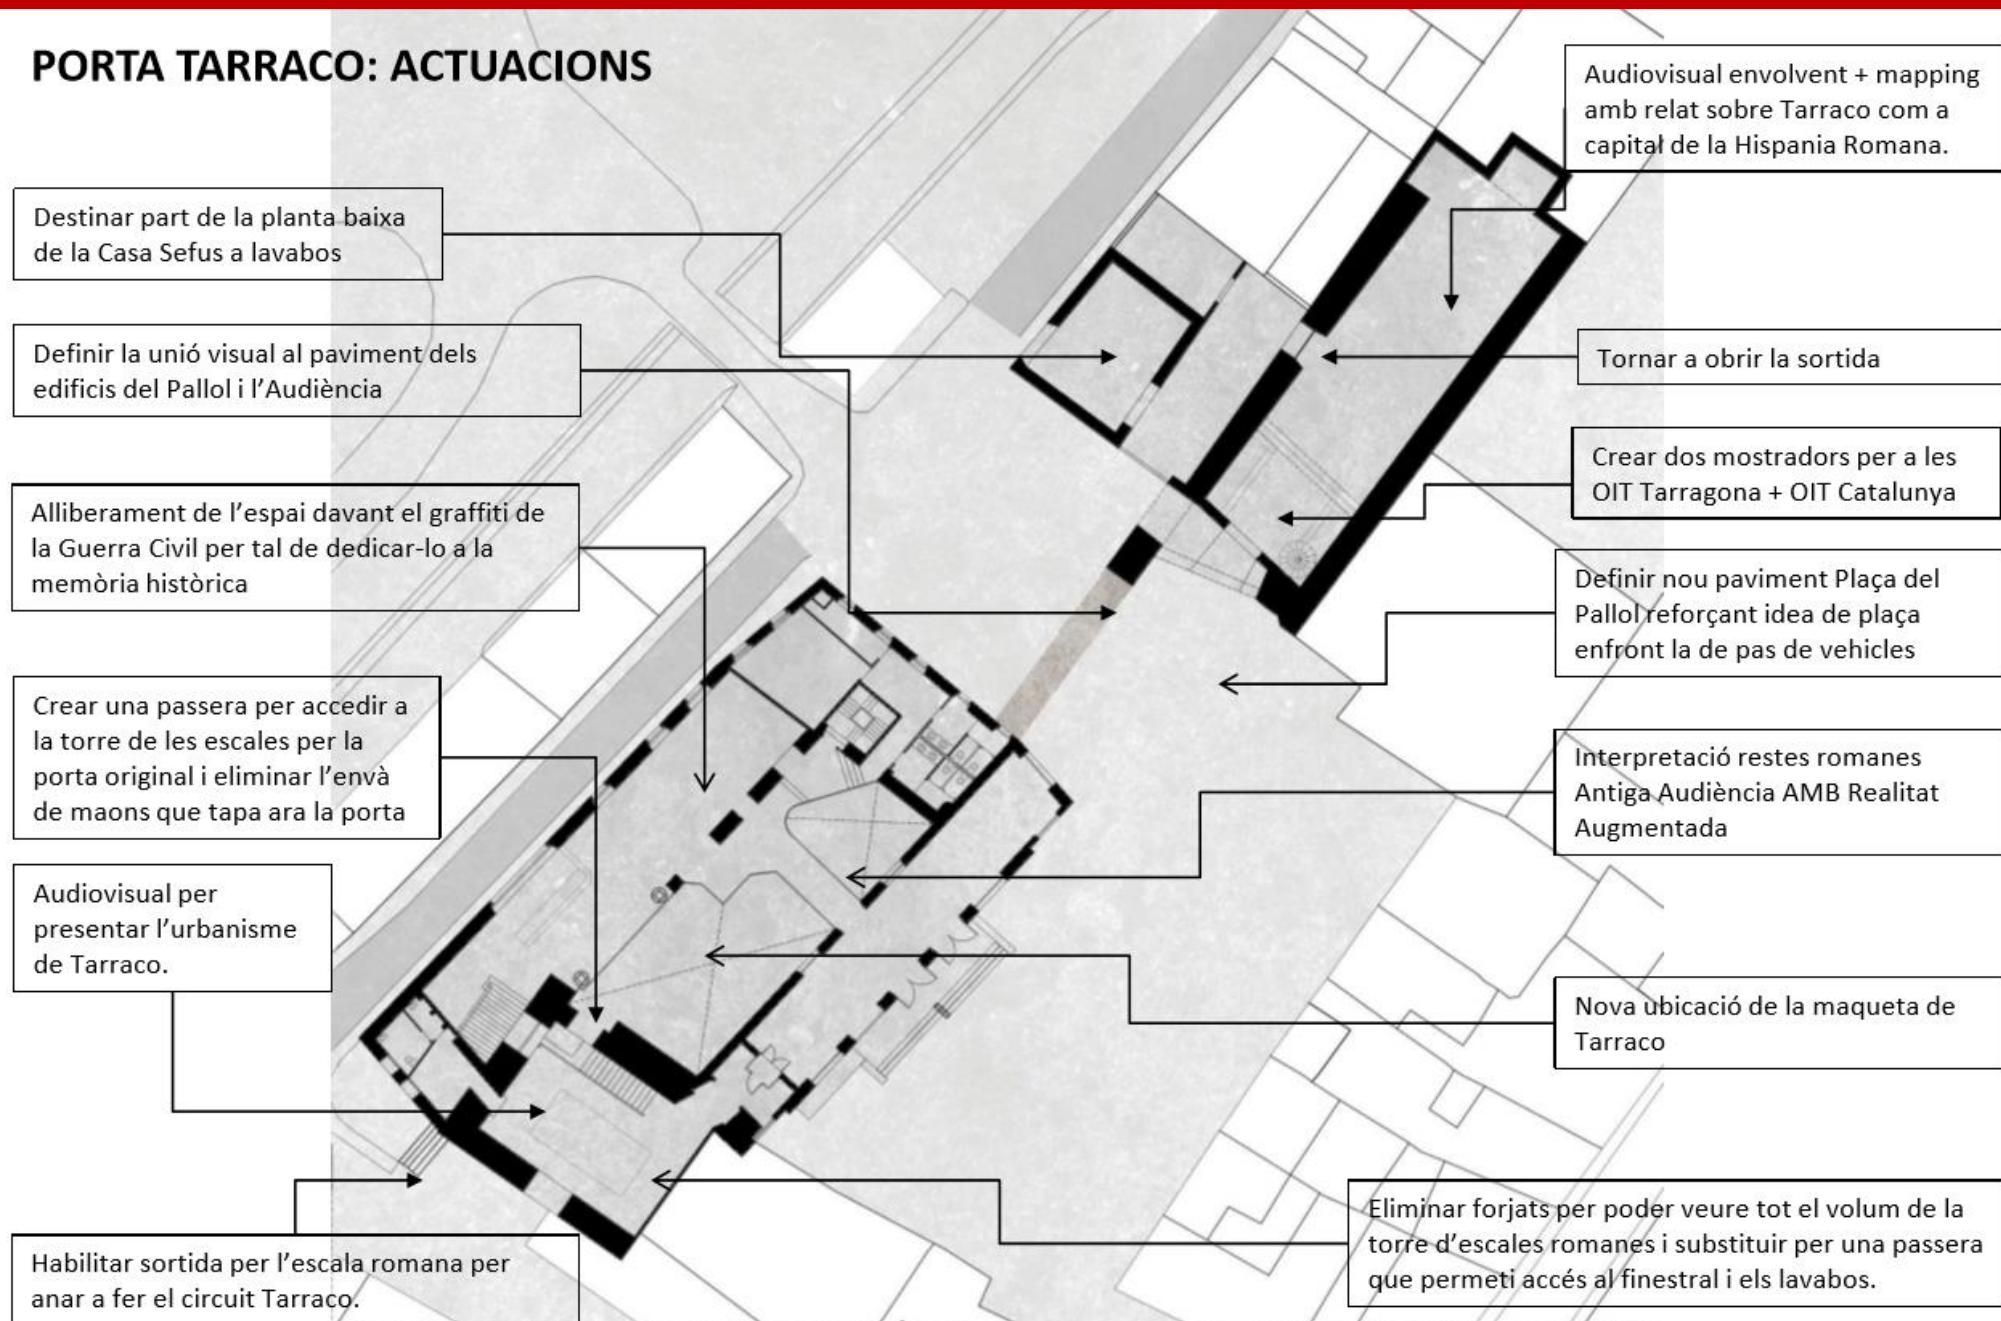 PORTA TARRACO: ACTUACIONS
Destinar part de la planta baixa
de la Casa Sefus a lavabos
Definir la unió visual al paviment dels
edificis del Pallol i l’Audiència
Alliberament de l’espai davant el graffiti de
la Guerra Civil per tal de dedicar-lo a la
memòria històrica
Crear una passera per accedir a
la torre de les escales per la
porta original i eliminar l’envà
de maons que tapa ara la porta
Audiovisual per
presentar l’urbanisme
de Tarraco.
Habilitar sortida per l’escala romana per
anar a fer el circuit Tarraco.
Audiovisual envolvent + mapping
amb relat sobre Tarraco com a
capital de la Hispania Romana.
Tornar a obrir la sortida
Crear dos mostradors per a les
OIT Tarragona + OIT Catalunya
Definir nou paviment Plaça del
Pallol reforçant idea de plaça
enfront la de pas de vehicles
Interpretació restes romanes
Antiga Audiència AMB Realitat
Augmentada
Nova ubicació de la maqueta de
Tarraco
Eliminar forjats per poder veure tot el volum de la
torre d’escales romanes i substituir per una passera
que permeti accés al finestral i els lavabos.